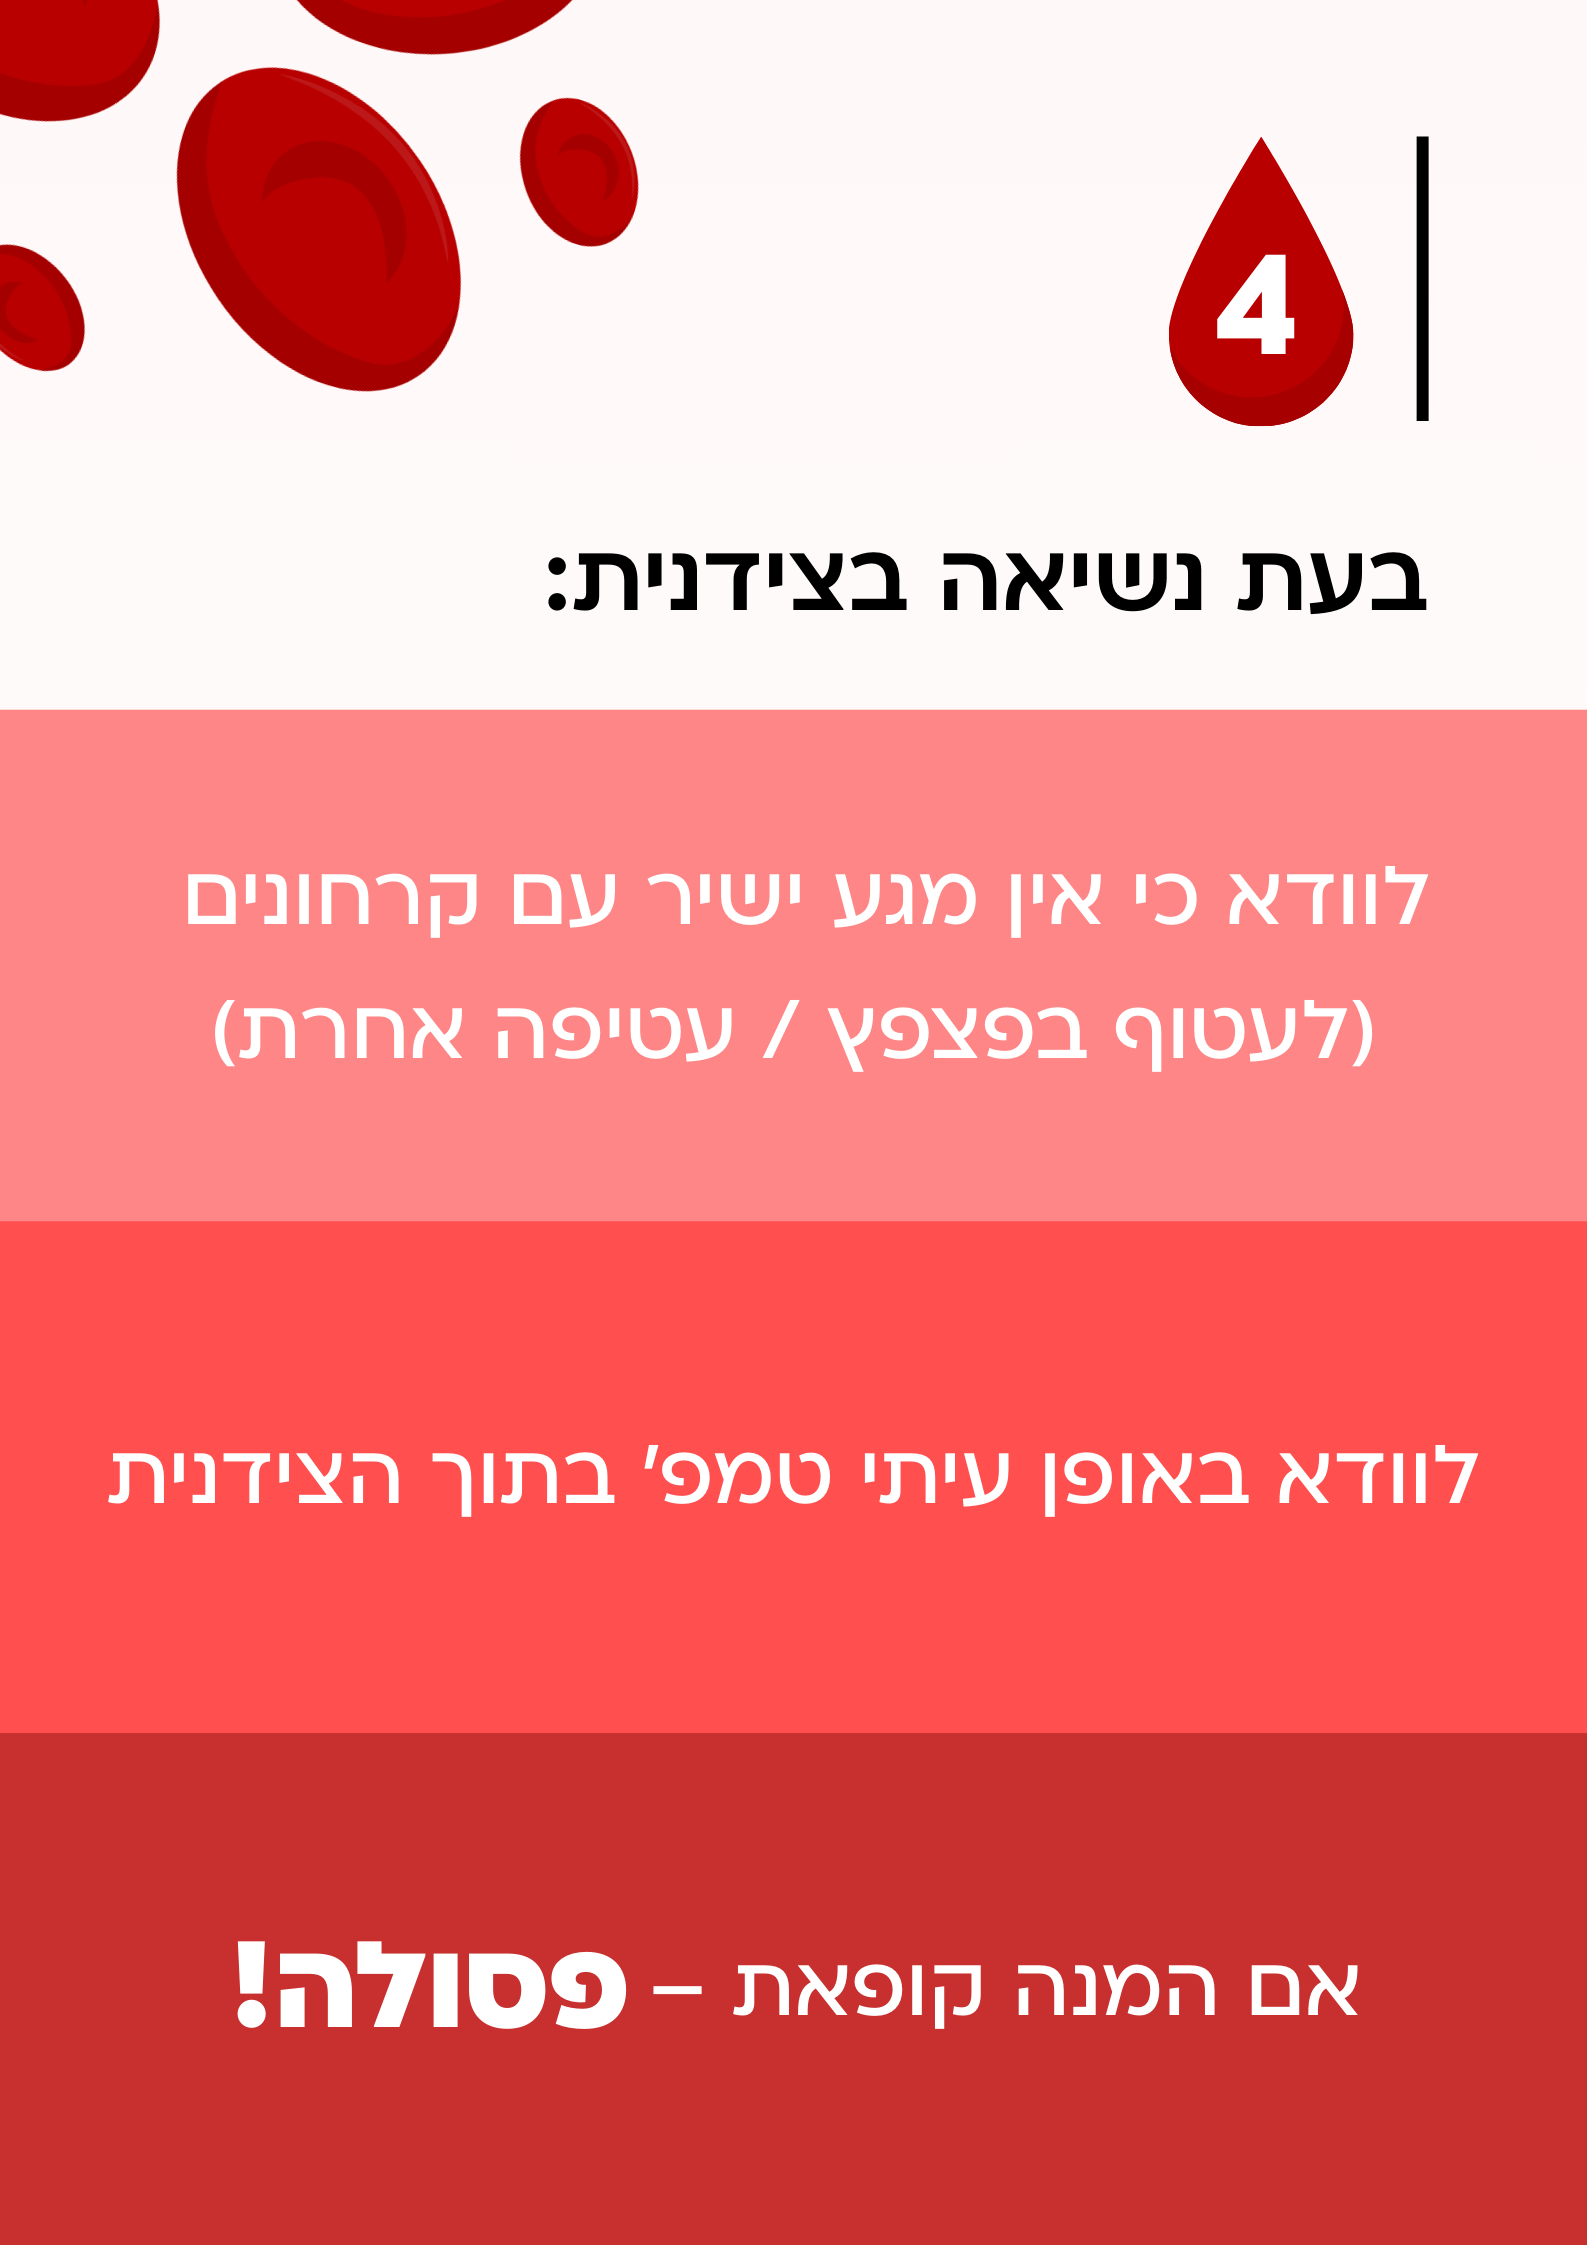 4
בעת נשיאה בצידנית:
לוודא כי אין מגע ישיר עם קרחונים
(לעטוף בפצפץ / עטיפה אחרת)
לוודא באופן עיתי טמפ' בתוך הצידנית
אם המנה קופאת – פסולה!